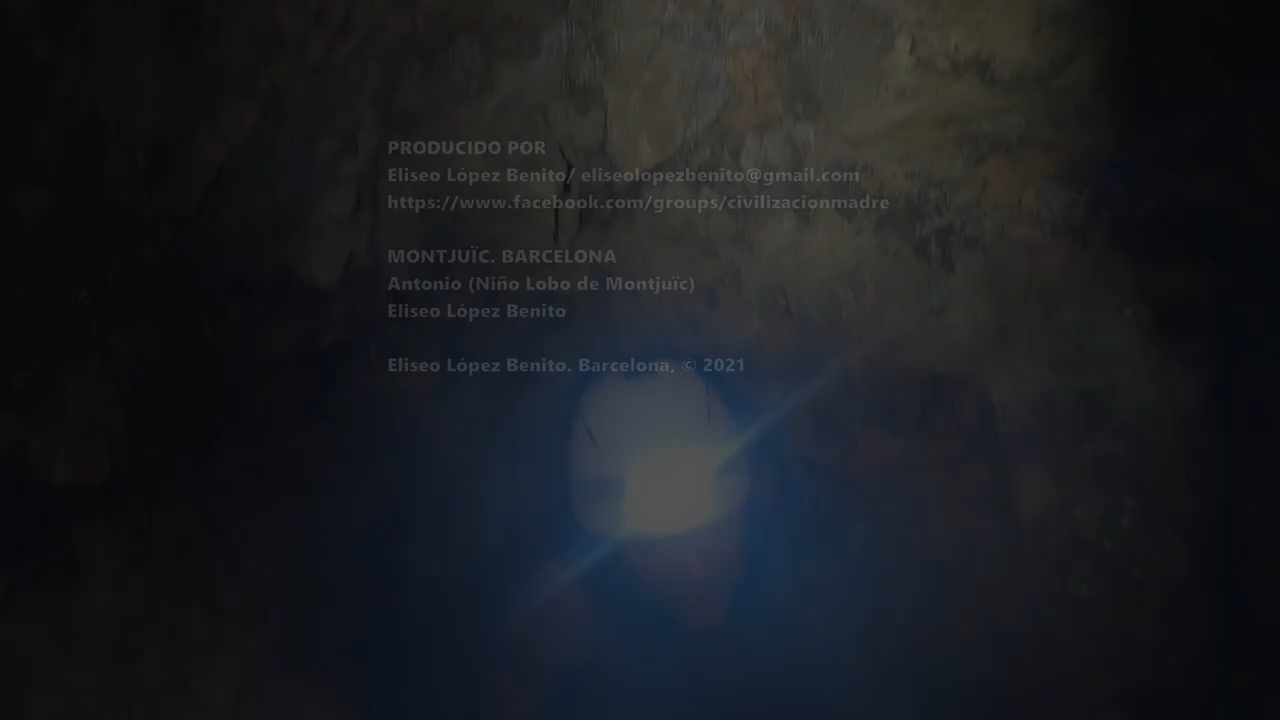 PRODUCIDO POR
Eliseo López Benito/ eliseolopezbenito@gmail.com
https://www.facebook.com/groups/civilizacionmadre
MONTJUÏC. BARCELONA
Antonio (Niño Lobo de Montjuïc)
Eliseo López Benito
Eliseo López Benito. Barcelona, © 2021